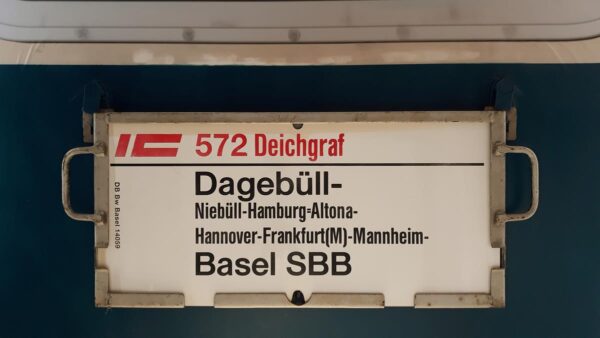 IC 572 Deichgraf
Dagebüll-
Niebüll-Hamburg=Altona-
Hannover-Frankfurt(M)-Mannheim-
Basel SBB
DB Bw Basel 14059